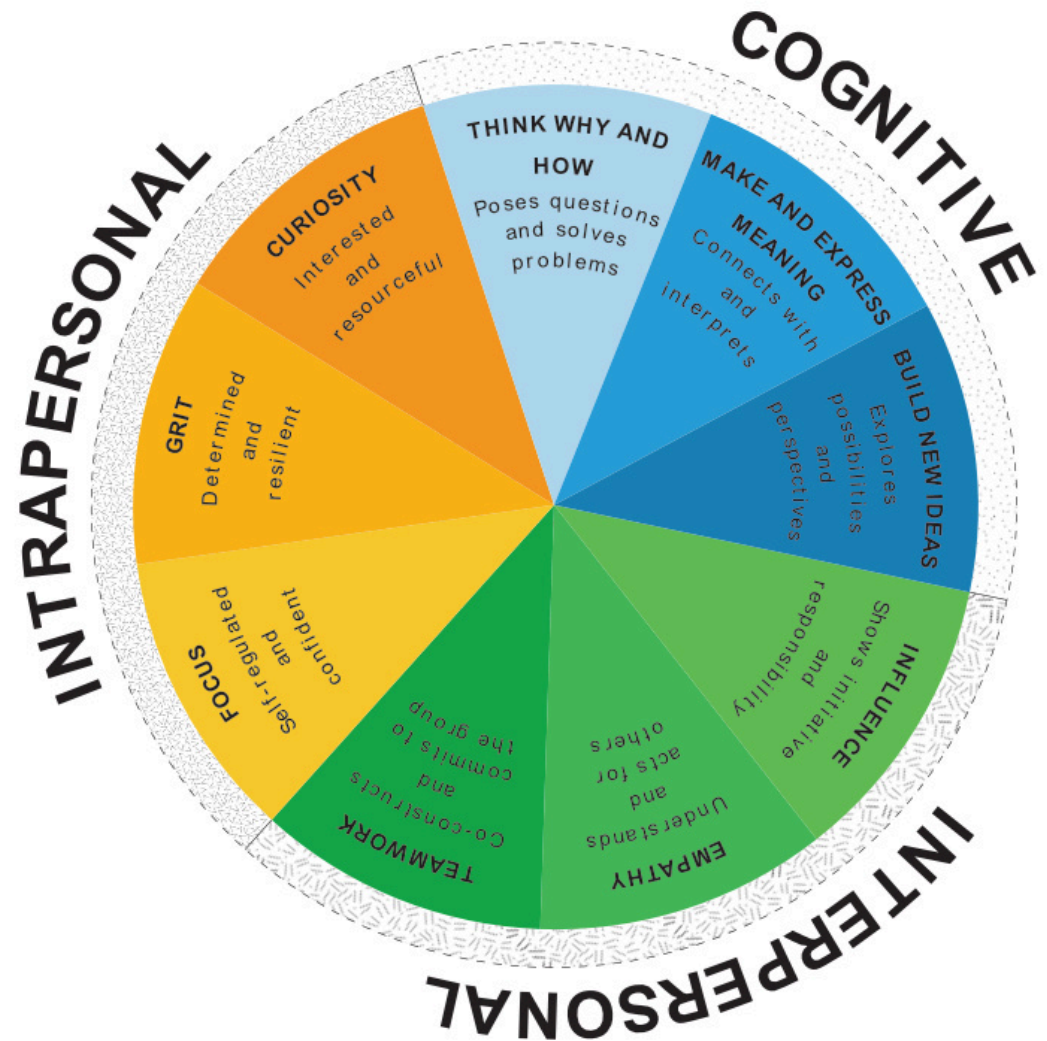 COGNITIVE
THINK WHY AND
HOW
Poses questions
and solves
problems
MAKE AND EXPRESS
MEANING
Connects with
and
interprets
BUILD NEW IDEAS
Explores
possibilities
and
perspectives
INTERPERSONAL
INFLUENCE
Shows initiative
and
responsibility
EMPATHY
Understands
and
acts for
others
TEAMWORK
Co-constructs
and
commits to
the group
INTRAPERSONAL
FOCUS
Self-regulated
and
confident
GRIT
Determined
and
resilient
CURIOSITY
Interested
and
resourceful